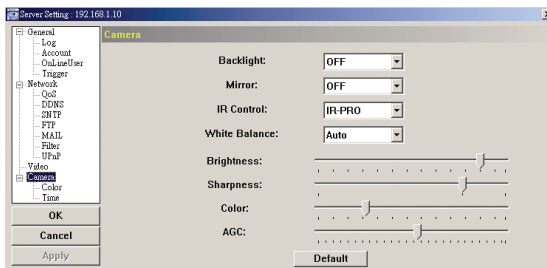 Server Setting : 192.168.1.10
General
Log
Account
OnLineUser
Trigger
Network
QoS
DDNS
SNTP
FTP
MAIL
Filter
UPnP
Video
Camera
Color
Time
OK
Cancel
Apply
Camera
Backlight: OFF
Mirror: OFF
IR Control: IR-PRO
White Balance: Auto
Brightness:
Sharpness:
Color:
AGC:
Default